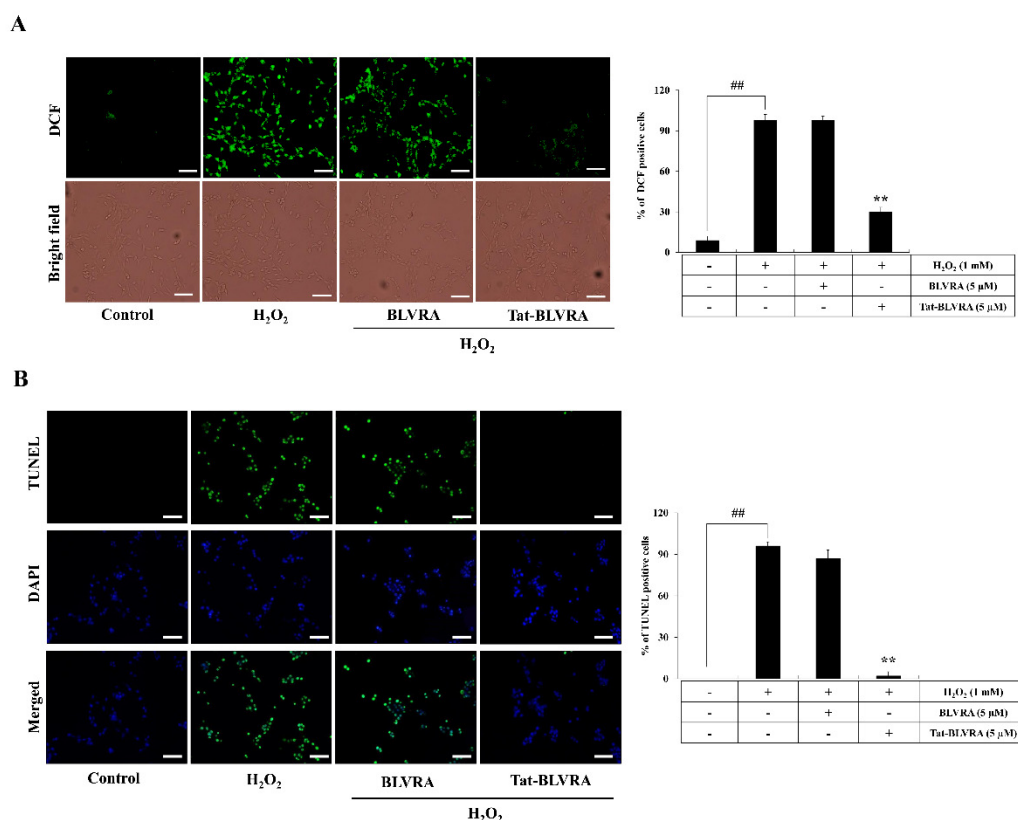 A
DCF
Bright field
Control
H₂O₂
BLVRA
Tat-BLVRA
H₂O₂
% of DCF positive cells
120
90
60
30
0
##
**
- + + + H₂O₂ (1 mM)
- - + - BLVRA (5 µM)
- - - + Tat-BLVRA (5 µM)
B
TUNEL
DAPI
Merged
Control
H₂O₂
BLVRA
Tat-BLVRA
H₂O₂
% of TUNEL positive cells
120
90
60
30
0
##
**
- + + + H₂O₂ (1 mM)
- - + - BLVRA (5 µM)
- - - + Tat-BLVRA (5 µM)